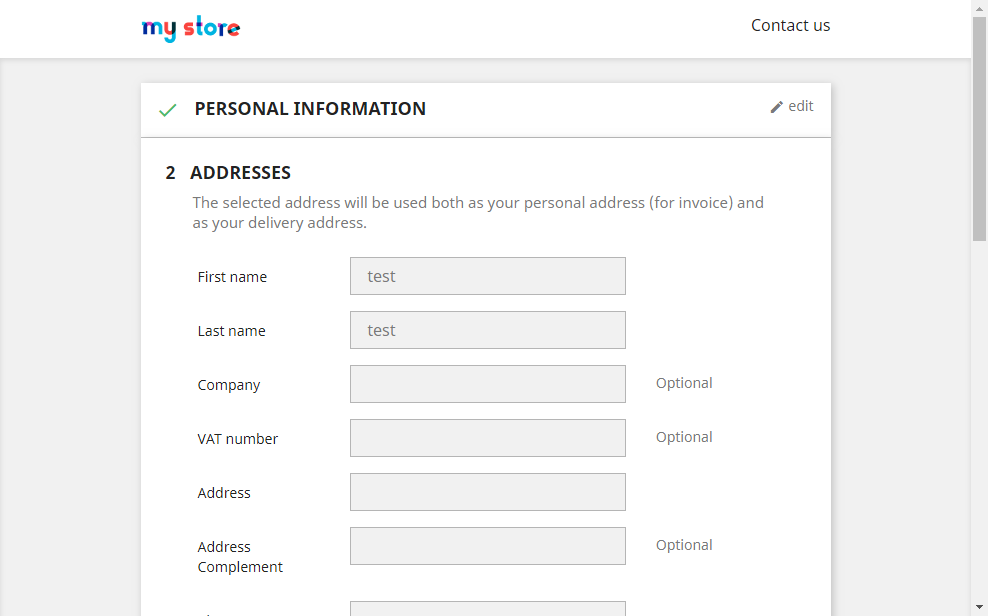 my store
Contact us
PERSONAL INFORMATION
edit
2 ADDRESSES
The selected address will be used both as your personal address (for invoice) and
as your delivery address.
First name
test
Last name
test
Company
Optional
VAT number
Optional
Address
Address
Complement
Optional